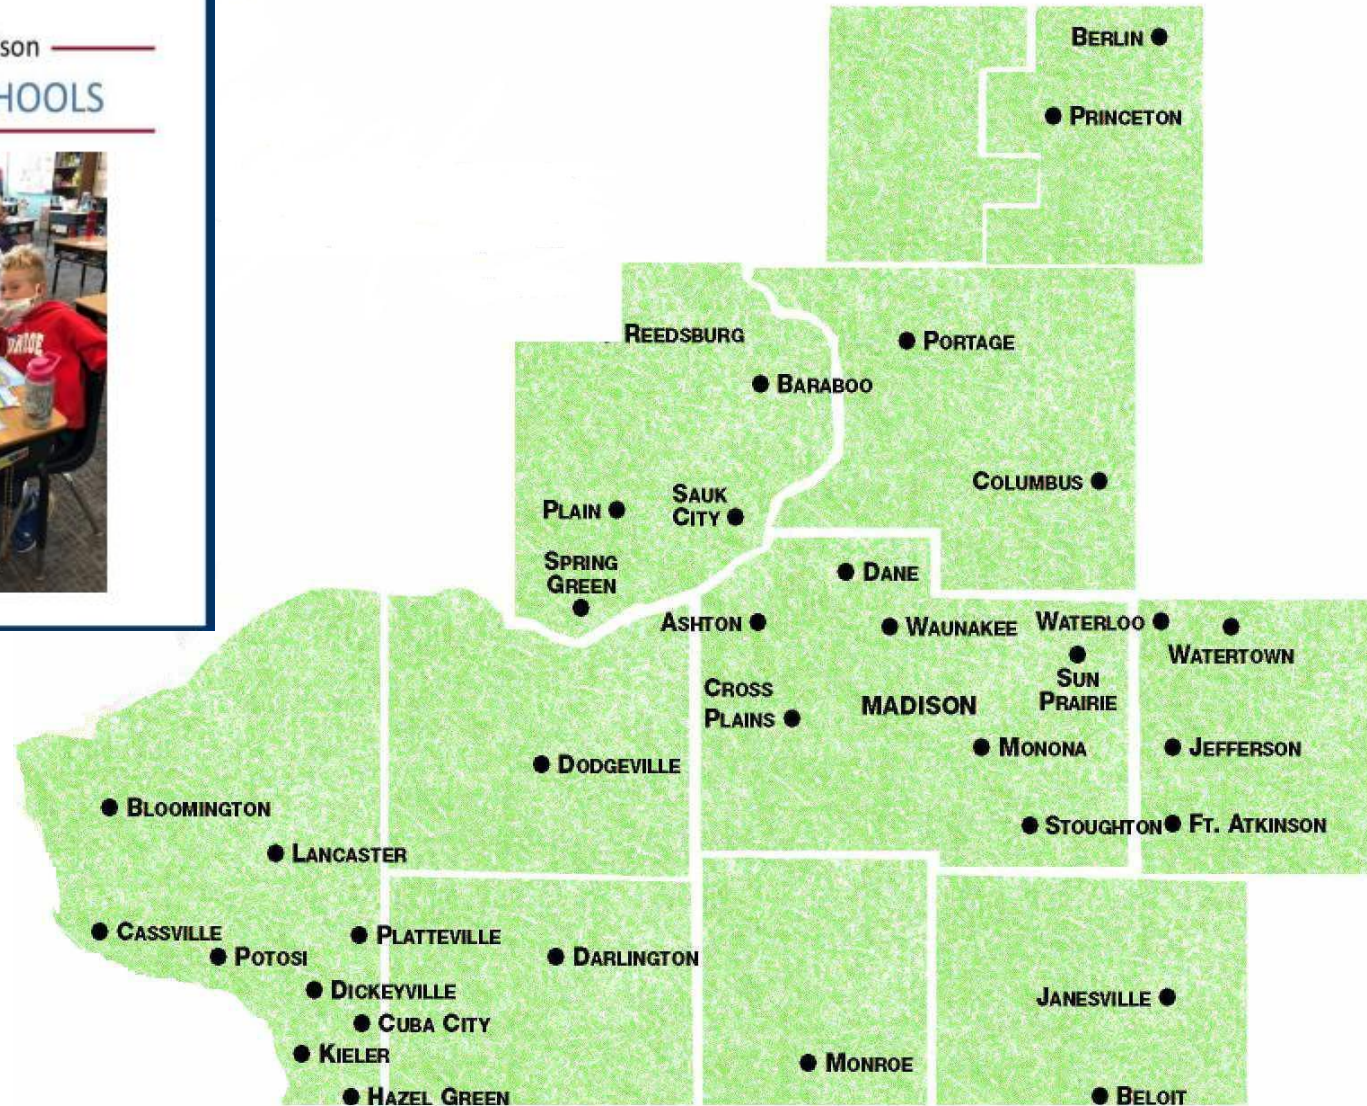 son
HOOLS
BERLIN
PRINCETON
REEDSBURG
PORTAGE
BARABOO
COLUMBUS
PLAIN
SAUK
CITY
SPRING
GREEN
DANE
ASHTON
WAUNAKEE
WATERLOO
WATERTOWN
SUN
PRAIRIE
CROSS
PLAINS
MADISON
MONONA
JEFFERSON
DODGEVILLE
BLOOMINGTON
STOUGHTON
FT. ATKINSON
LANCASTER
CASSVILLE
PLATTEVILLE
POTOSI
DARLINGTON
DICKEYVILLE
JANESVILLE
CUBA CITY
KIELER
MONROE
HAZEL GREEN
BELOIT